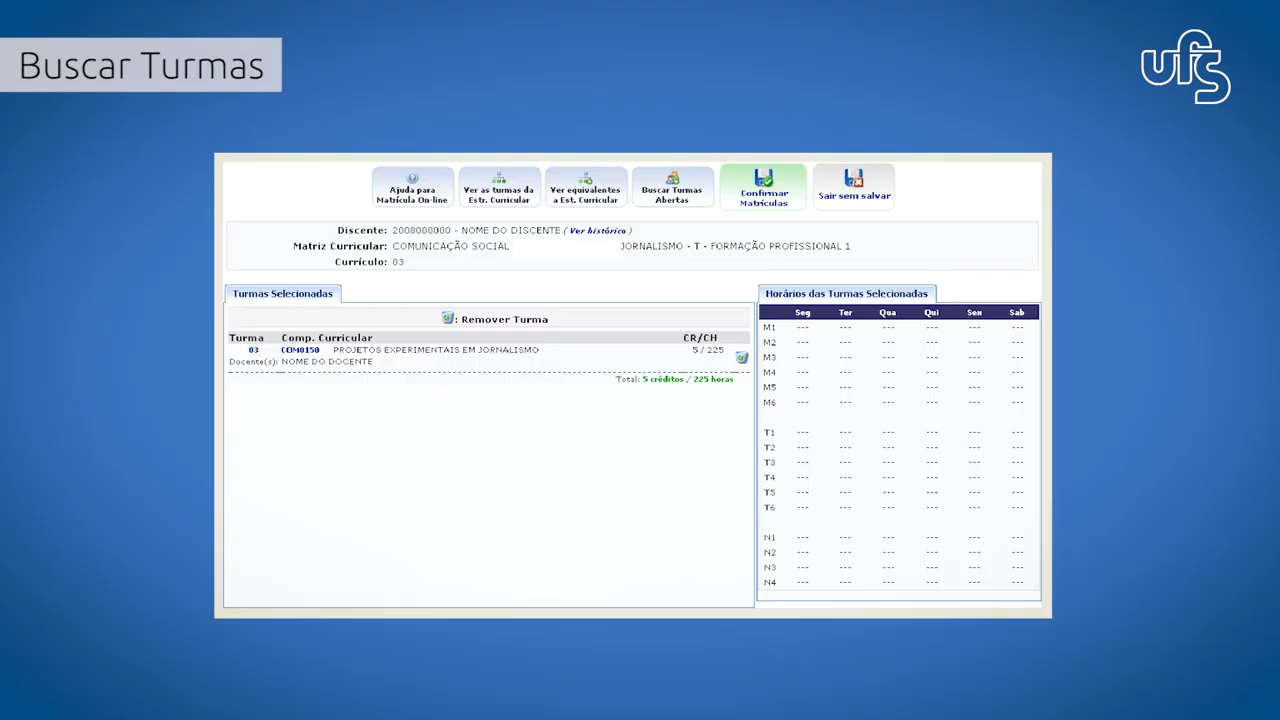 Buscar Turmas
ufs
Ajuda para Matrícula On-line
Ver as turmas da Estr. Curricular
Ver equivalentes a Est. Curricular
Buscar Turmas Abertas
Confirmar Matrículas
Sair sem salvar
Discente: 2008000000 - NOME DO DISCENTE ( Ver histórico )
Matriz Curricular: COMUNICAÇÃO SOCIAL JORNALISMO - T - FORMAÇÃO PROFISSIONAL 1
Currículo: 03
Turmas Selecionadas
: Remover Turma
Turma Comp. Curricular CR/CH
03 COM0150 PROJETOS EXPERIMENTAIS EM JORNALISMO 5 / 225
Docente(s): NOME DO DOCENTE
Total: 5 créditos / 225 horas
Horários das Turmas Selecionadas
Seg Ter Qua Qui Sex Sab
M1 --- --- --- --- --- ---
M2 --- --- --- --- --- ---
M3 --- --- --- --- --- ---
M4 --- --- --- --- --- ---
M5 --- --- --- --- --- ---
M6 --- --- --- --- --- ---
T1 --- --- --- --- --- ---
T2 --- --- --- --- --- ---
T3 --- --- --- --- --- ---
T4 --- --- --- --- --- ---
T5 --- --- --- --- --- ---
T6 --- --- --- --- --- ---
N1 --- --- --- --- --- ---
N2 --- --- --- --- --- ---
N3 --- --- --- --- --- ---
N4 --- --- --- --- --- ---